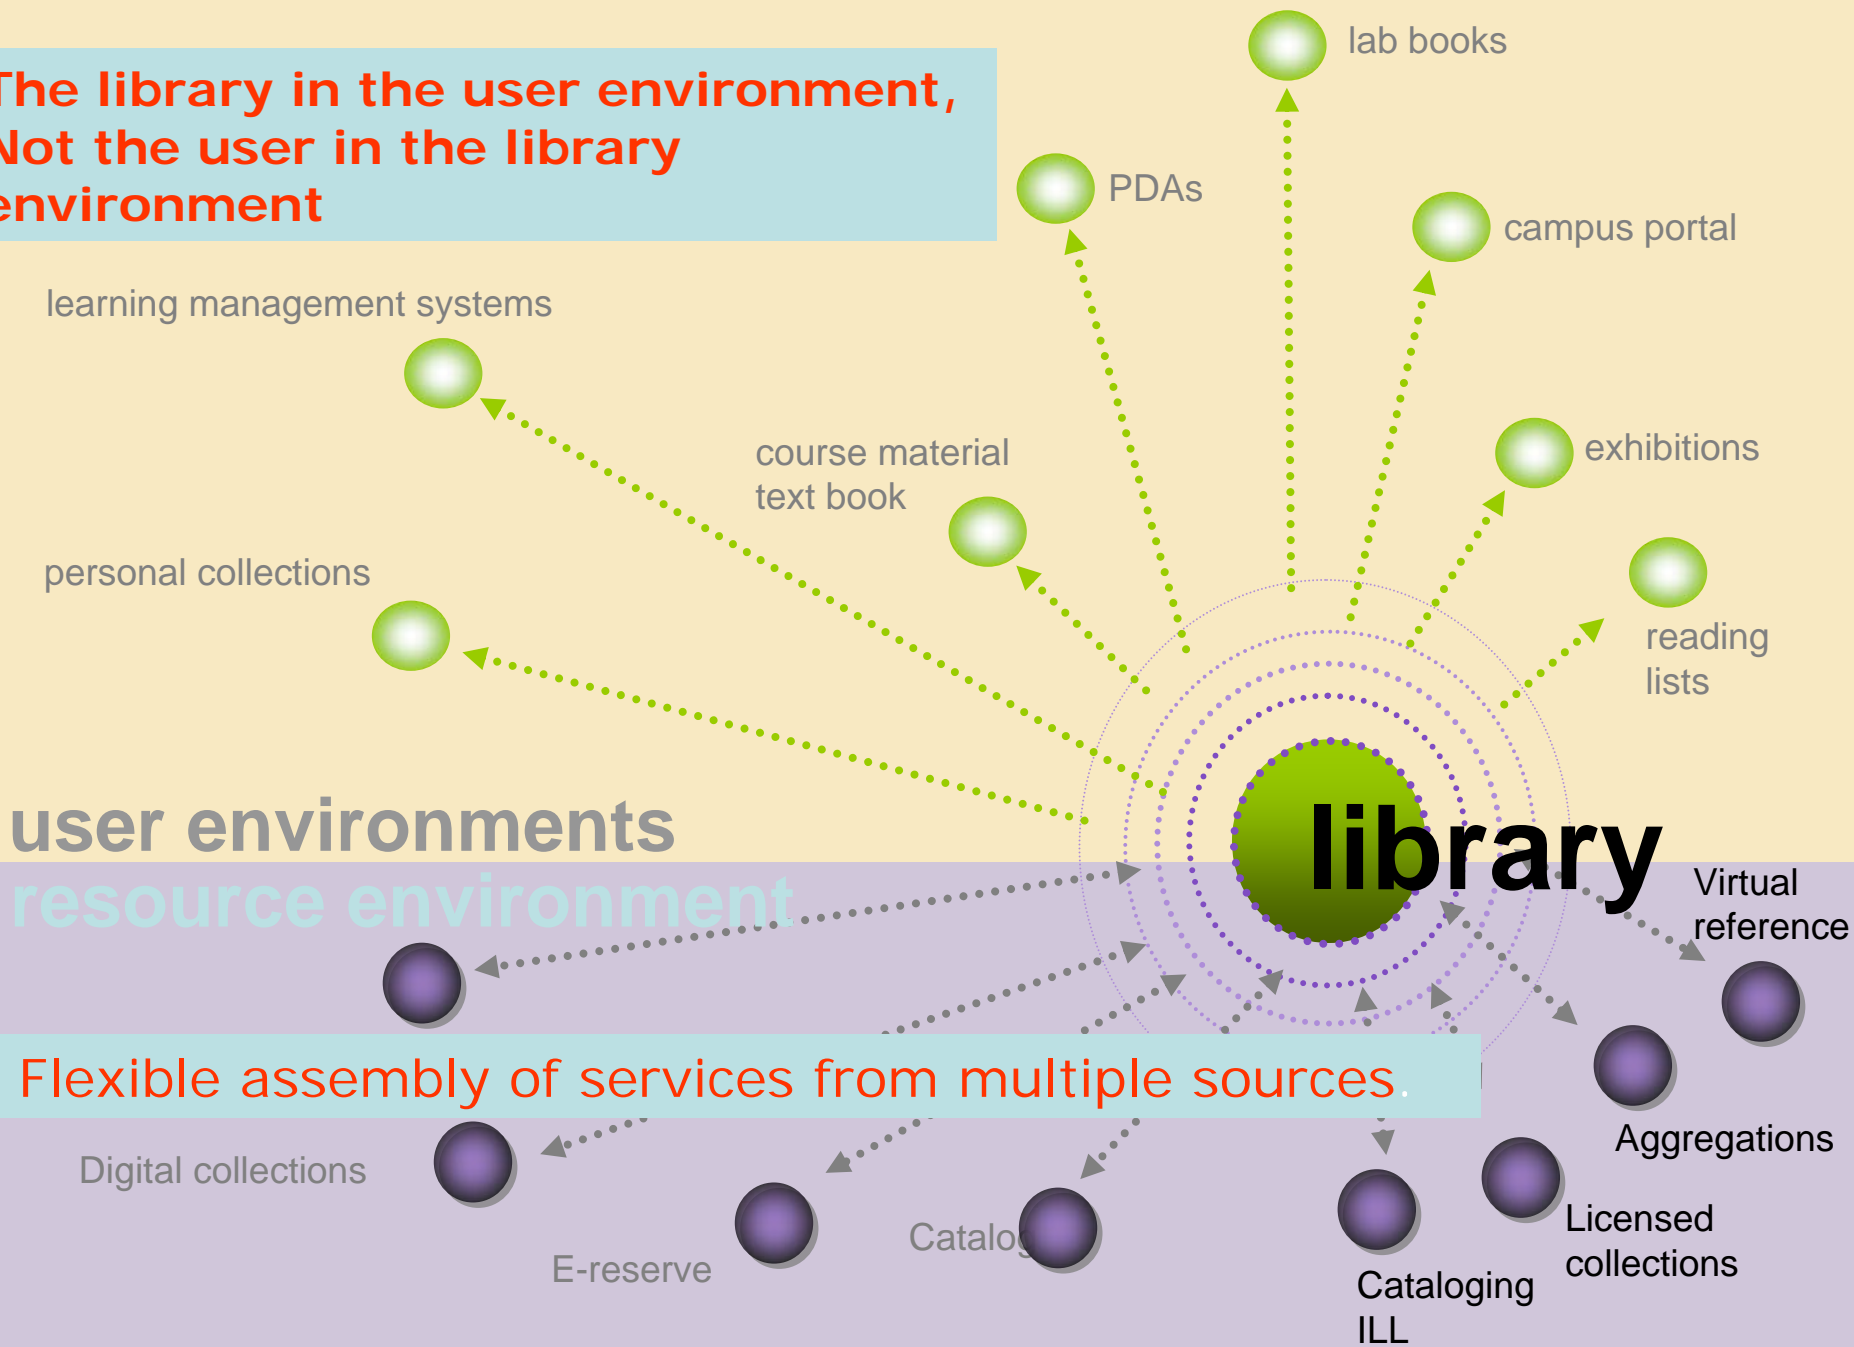 lab books
The library in the user environment,
Not the user in the library
environment
PDAs
campus portal
learning management systems
course material
text book
exhibitions
personal collections
reading
lists
user environments
library
resource environment
Virtual
reference
Flexible assembly of services from multiple sources.
Aggregations
Digital collections
Licensed
collections
E-reserve
Catalog
Cataloging
ILL